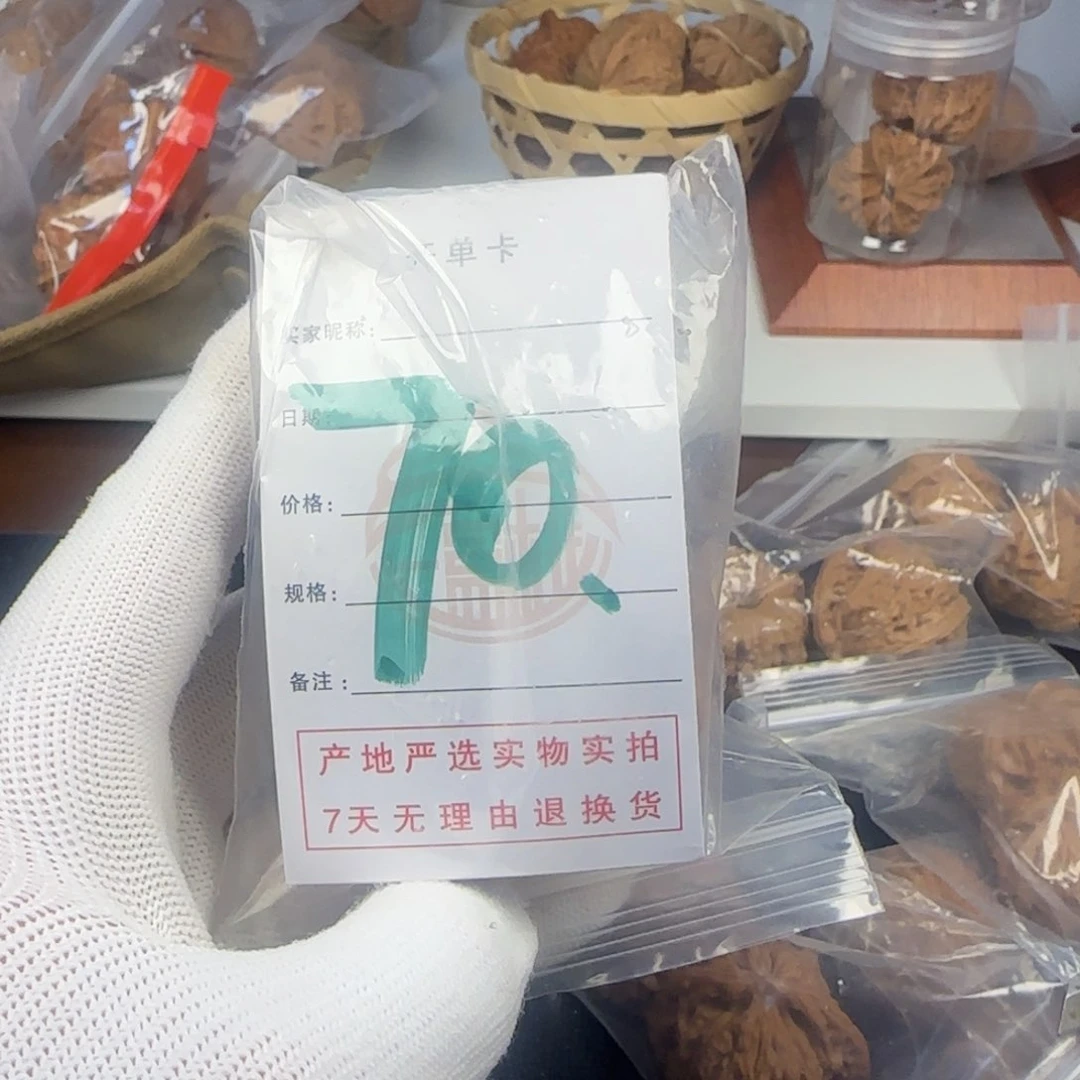 单卡
买家昵称:
日期:
70、
价格:
规格:
备注:
产地严选实物实拍
7天无理由退换货